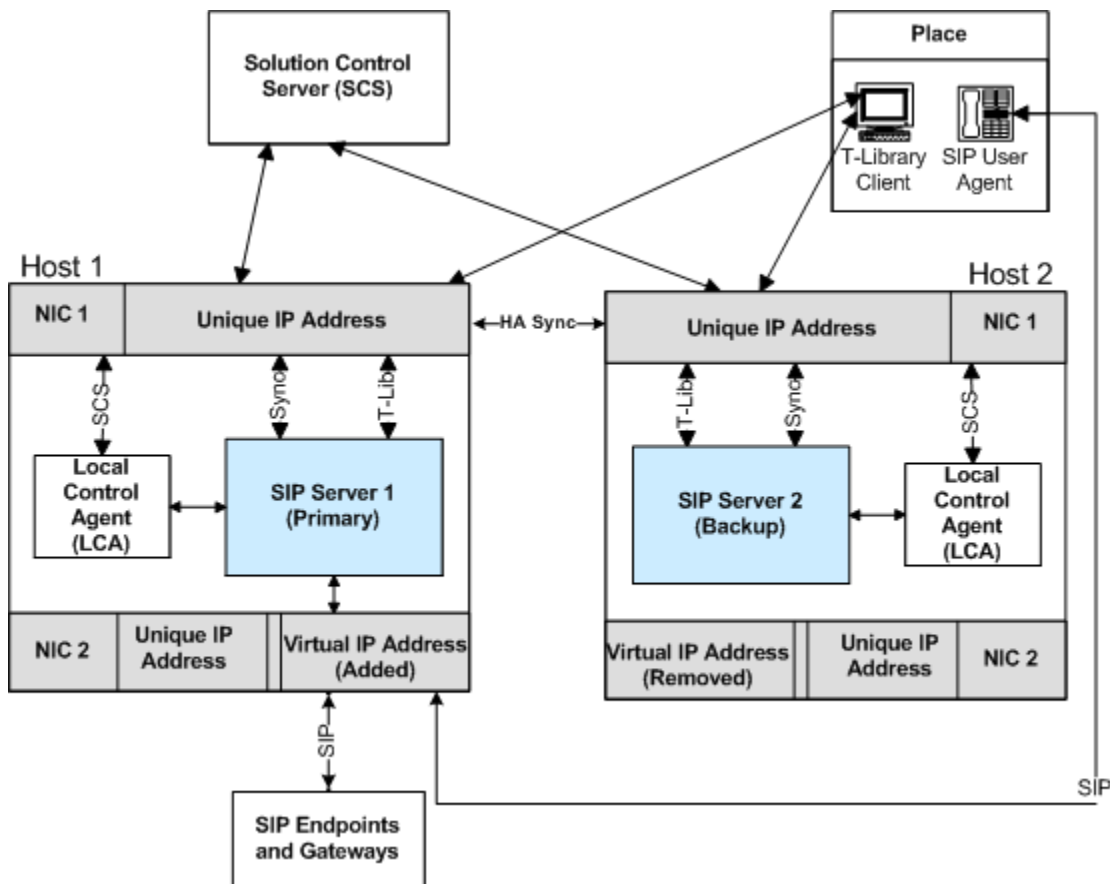 Solution Control
Server (SCS)
Place
T-Library
Client
SIP User
Agent
Host 1
Host 2
NIC 1
Unique IP Address
HA Sync
Unique IP Address
NIC 1
SCS
Sync
T-Lib
T-Lib
Sync
SCS
Local
Control
Agent
(LCA)
SIP Server 1
(Primary)
SIP Server 2
(Backup)
Local
Control
Agent
(LCA)
NIC 2
Unique IP
Address
Virtual IP Address
(Added)
Virtual IP Address
(Removed)
Unique IP
Address
NIC 2
SIP
SIP
SIP Endpoints
and Gateways